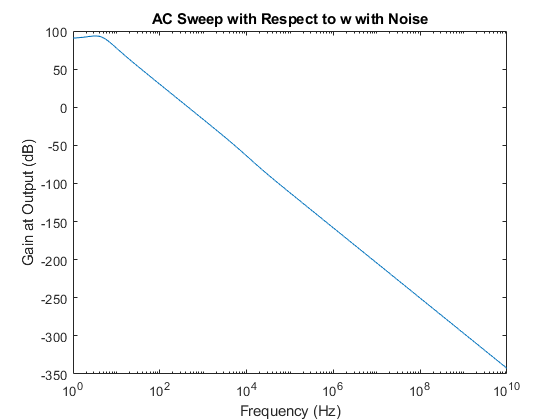 AC Sweep with Respect to w with Noise
100
50
0
-50
-100
-150
-200
-250
-300
-350
Gain at Output (dB)
10^0 10^2 10^4 10^6 10^8 10^10
Frequency (Hz)